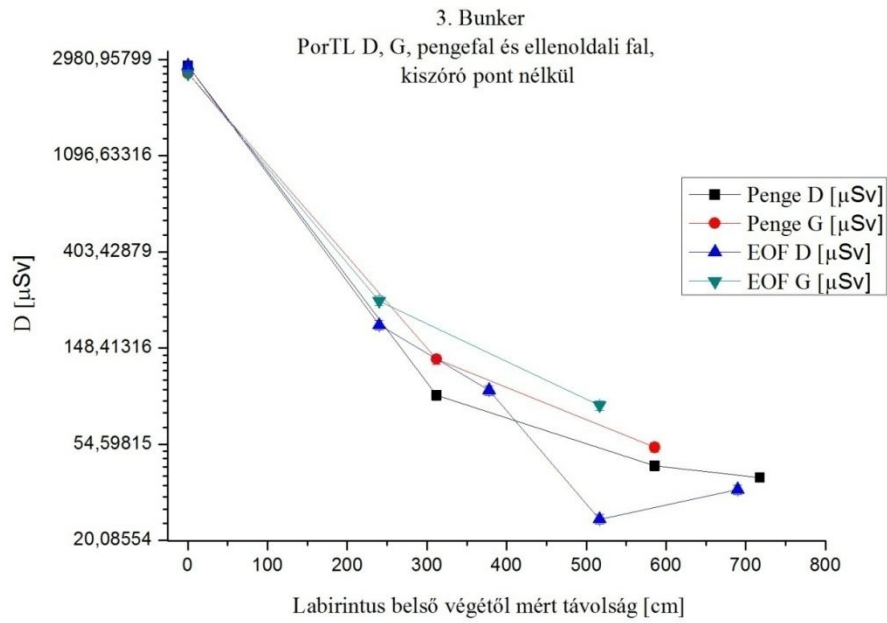 3. Bunker
PorTL D, G, pengefal és ellenoldali fal,
kiszóró pont nélkül
2980,95799
1096,63316
403,42879
148,41316
54,59815
20,08554
D [µSv]
Penge D [µSv]
Penge G [µSv]
EOF D [µSv]
EOF G [µSv]
0 100 200 300 400 500 600 700 800
Labirintus belső végétől mért távolság [cm]